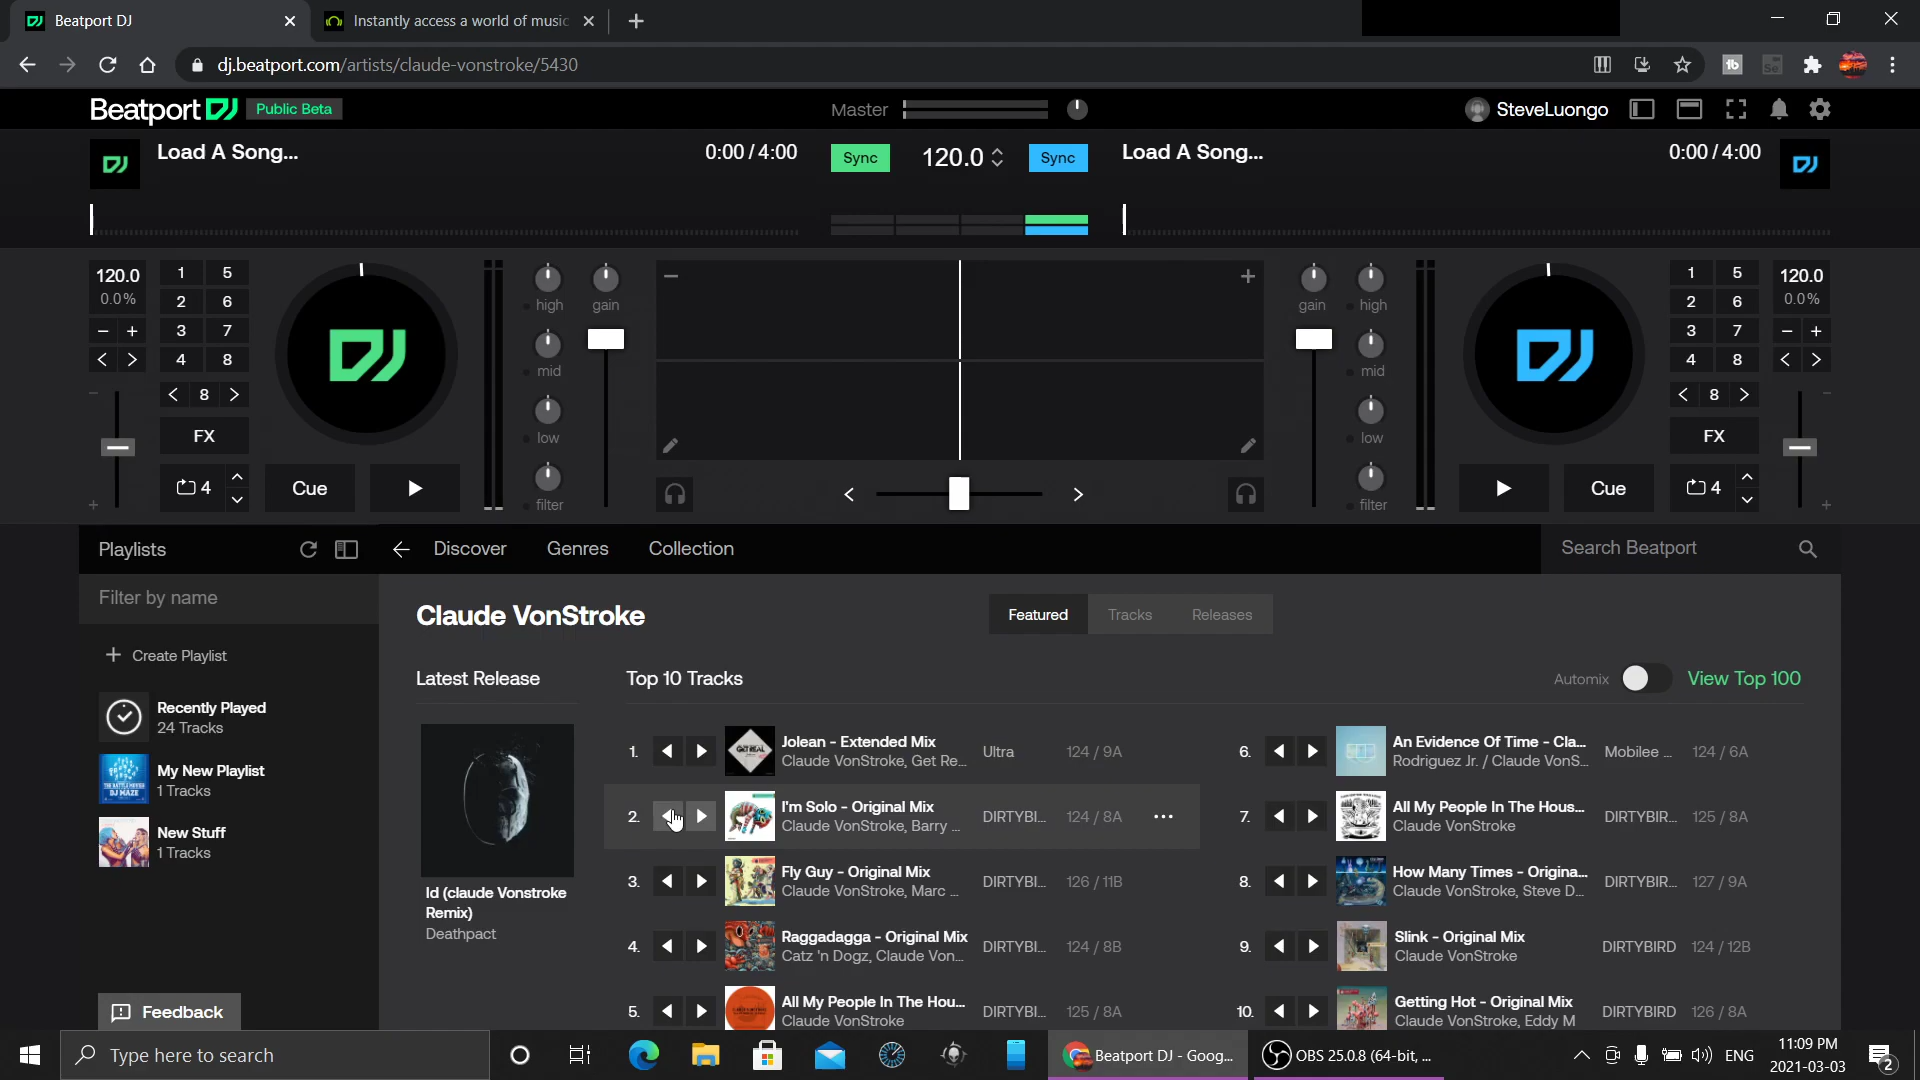 Beatport DJ
Instantly access a world of music
dj.beatport.com/artists/claude-vonstroke/5430
Beatport DJ Public Beta
Master
SteveLuongo
DJ Load A Song... 0:00 / 4:00
Sync 120.0 Sync
Load A Song... 0:00 / 4:00 DJ
120.0
0.0%
1 5
2 6
3 7
4 8
8
FX
4
DJ
Cue
high
mid
low
filter
gain
gain
high
mid
low
filter
DJ
Cue
1 5
2 6
3 7
4 8
8
FX
4
120.0
0.0%
Playlists
Discover Genres Collection
Search Beatport
Filter by name
Create Playlist
Recently Played
24 Tracks
My New Playlist
1 Tracks
New Stuff
1 Tracks
Feedback
Claude VonStroke
Featured Tracks Releases
Latest Release
Id (claude Vonstroke
Remix)
Deathpact
Top 10 Tracks
Automix View Top 100
1. Jolean - Extended Mix
Claude VonStroke, Get Re... Ultra 124 / 9A
2. I'm Solo - Original Mix
Claude VonStroke, Barry ... DIRTYBI... 124 / 8A
3. Fly Guy - Original Mix
Claude VonStroke, Marc ... DIRTYBI... 126 / 11B
4. Raggadagga - Original Mix
Catz 'n Dogz, Claude Von... DIRTYBI... 124 / 8B
5. All My People In The Hou...
Claude VonStroke DIRTYBI... 125 / 8A
6. An Evidence Of Time - Cla...
Rodriguez Jr. / Claude VonS... Mobilee ... 124 / 6A
7. All My People In The Hous...
Claude VonStroke DIRTYBIR... 125 / 8A
8. How Many Times - Origina...
Claude VonStroke, Steve D... DIRTYBIR... 127 / 9A
9. Slink - Original Mix
Claude VonStroke DIRTYBIRD 124 / 12B
10. Getting Hot - Original Mix
Claude VonStroke, Eddy M DIRTYBIRD 126 / 8A
Type here to search
Beatport DJ - Goog...
OBS 25.0.8 (64-bit, ...
ENG
11:09 PM
2021-03-03
2